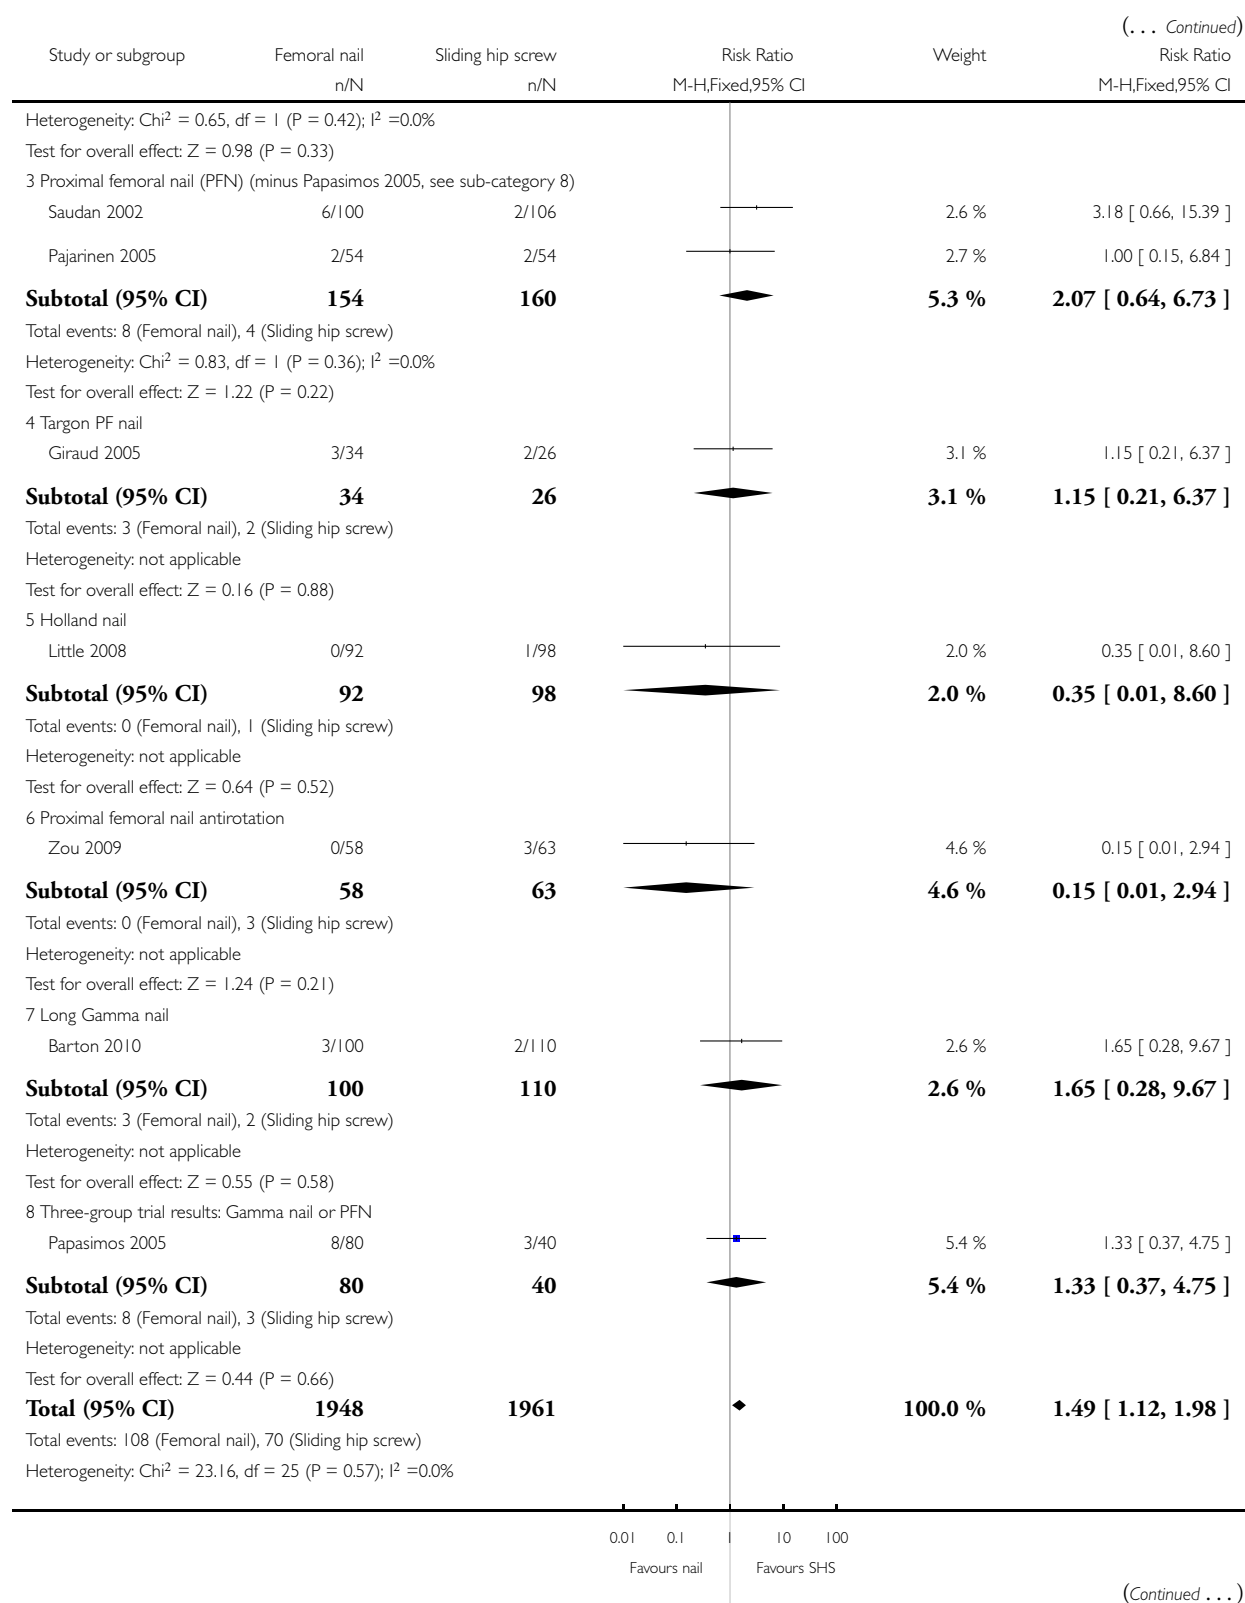 (... Continued)
Study or subgroup Femoral nail Sliding hip screw Risk Ratio Weight Risk Ratio
n/N n/N M-H,Fixed,95% CI M-H,Fixed,95% CI
Heterogeneity: Chi² = 0.65, df = 1 (P = 0.42); I² =0.0%
Test for overall effect: Z = 0.98 (P = 0.33)
3 Proximal femoral nail (PFN) (minus Papasimos 2005, see sub-category 8)
Saudan 2002 6/100 2/106 2.6 % 3.18 [ 0.66, 15.39 ]
Pajarinen 2005 2/54 2/54 2.7 % 1.00 [ 0.15, 6.84 ]
Subtotal (95% CI) 154 160 5.3 % 2.07 [ 0.64, 6.73 ]
Total events: 8 (Femoral nail), 4 (Sliding hip screw)
Heterogeneity: Chi² = 0.83, df = 1 (P = 0.36); I² =0.0%
Test for overall effect: Z = 1.22 (P = 0.22)
4 Targon PF nail
Giraud 2005 3/34 2/26 3.1 % 1.15 [ 0.21, 6.37 ]
Subtotal (95% CI) 34 26 3.1 % 1.15 [ 0.21, 6.37 ]
Total events: 3 (Femoral nail), 2 (Sliding hip screw)
Heterogeneity: not applicable
Test for overall effect: Z = 0.16 (P = 0.88)
5 Holland nail
Little 2008 0/92 1/98 2.0 % 0.35 [ 0.01, 8.60 ]
Subtotal (95% CI) 92 98 2.0 % 0.35 [ 0.01, 8.60 ]
Total events: 0 (Femoral nail), 1 (Sliding hip screw)
Heterogeneity: not applicable
Test for overall effect: Z = 0.64 (P = 0.52)
6 Proximal femoral nail antirotation
Zou 2009 0/58 3/63 4.6 % 0.15 [ 0.01, 2.94 ]
Subtotal (95% CI) 58 63 4.6 % 0.15 [ 0.01, 2.94 ]
Total events: 0 (Femoral nail), 3 (Sliding hip screw)
Heterogeneity: not applicable
Test for overall effect: Z = 1.24 (P = 0.21)
7 Long Gamma nail
Barton 2010 3/100 2/110 2.6 % 1.65 [ 0.28, 9.67 ]
Subtotal (95% CI) 100 110 2.6 % 1.65 [ 0.28, 9.67 ]
Total events: 3 (Femoral nail), 2 (Sliding hip screw)
Heterogeneity: not applicable
Test for overall effect: Z = 0.55 (P = 0.58)
8 Three-group trial results: Gamma nail or PFN
Papasimos 2005 8/80 3/40 5.4 % 1.33 [ 0.37, 4.75 ]
Subtotal (95% CI) 80 40 5.4 % 1.33 [ 0.37, 4.75 ]
Total events: 8 (Femoral nail), 3 (Sliding hip screw)
Heterogeneity: not applicable
Test for overall effect: Z = 0.44 (P = 0.66)
Total (95% CI) 1948 1961 100.0 % 1.49 [ 1.12, 1.98 ]
Total events: 108 (Femoral nail), 70 (Sliding hip screw)
Heterogeneity: Chi² = 23.16, df = 25 (P = 0.57); I² =0.0%
0.01 0.1 1 10 100
Favours nail Favours SHS
(Continued ...)